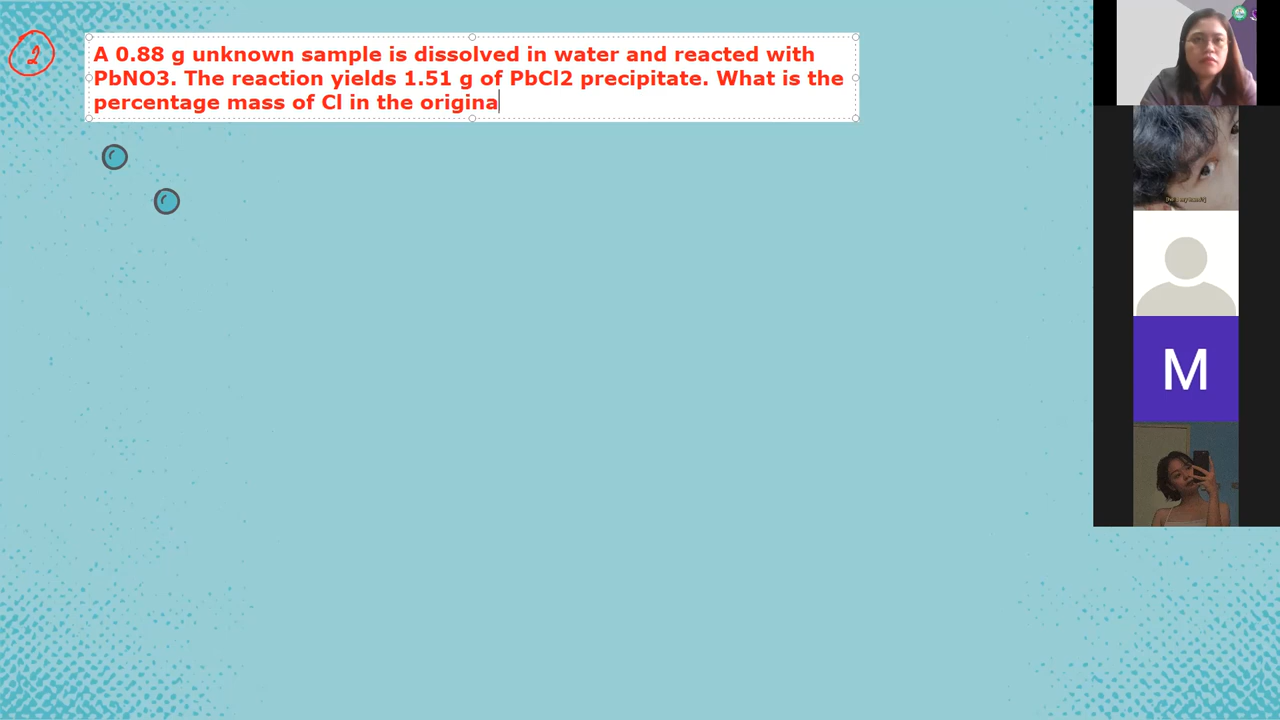 2
A 0.88 g unknown sample is dissolved in water and reacted with
PbNO3. The reaction yields 1.51 g of PbCl2 precipitate. What is the
percentage mass of Cl in the origina
M